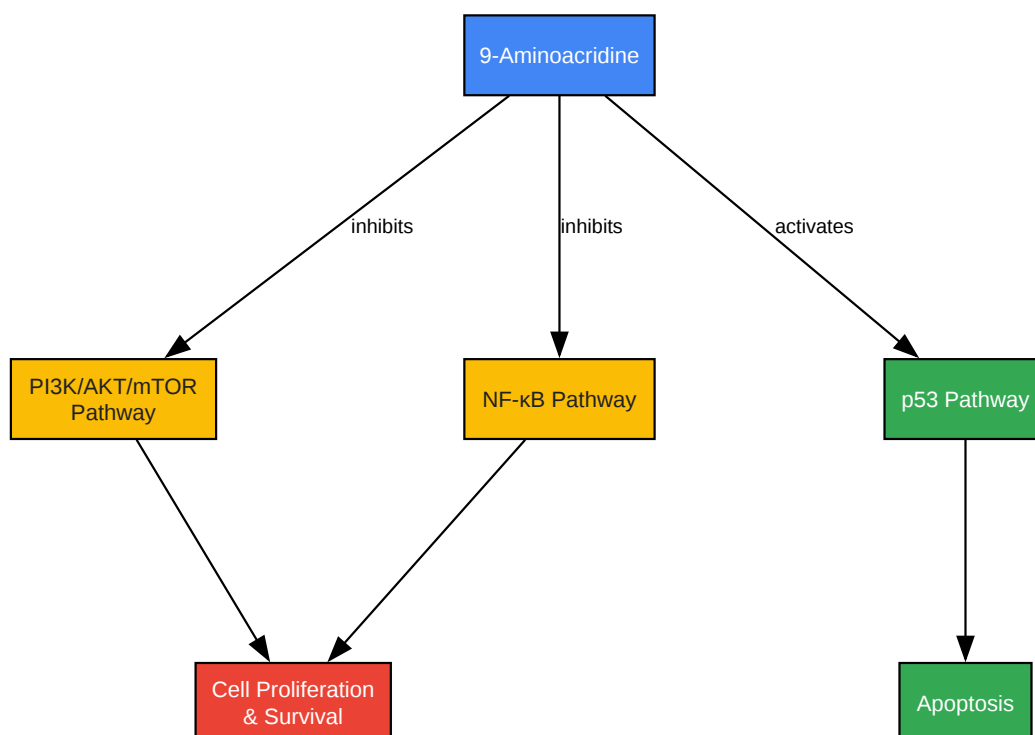 9-Aminoacridine
inhibits
inhibits
activates
PI3K/AKT/mTOR
Pathway
NF-κB Pathway
p53 Pathway
Cell Proliferation
& Survival
Apoptosis